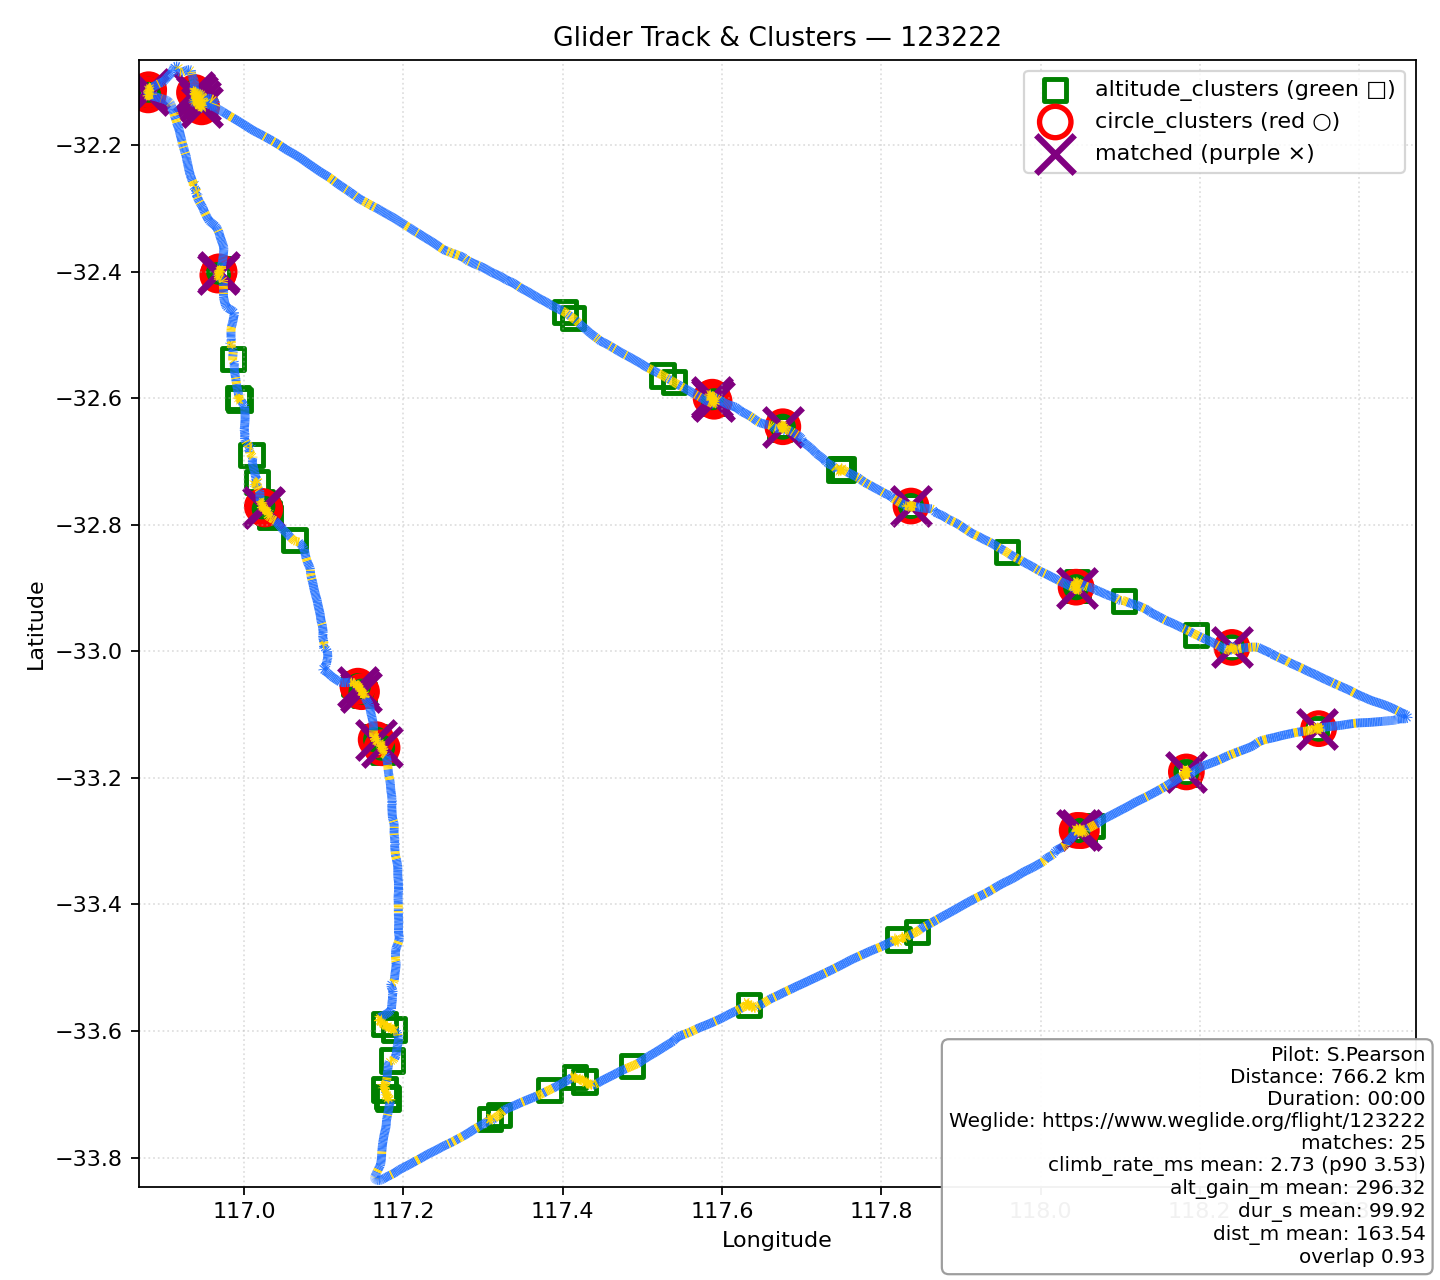 Glider Track & Clusters — 123222
altitude_clusters (green □)
circle_clusters (red ○)
matched (purple ×)
−32.2
−32.4
−32.6
−32.8
−33.0
−33.2
−33.4
−33.6
−33.8
Latitude
117.0
117.2
117.4
117.6
117.8
118.0
118.2
Longitude
Pilot: S.Pearson
Distance: 766.2 km
Duration: 00:00
Weglide: https://www.weglide.org/flight/123222
matches: 25
climb_rate_ms mean: 2.73 (p90 3.53)
alt_gain_m mean: 296.32
dur_s mean: 99.92
dist_m mean: 163.54
overlap 0.93